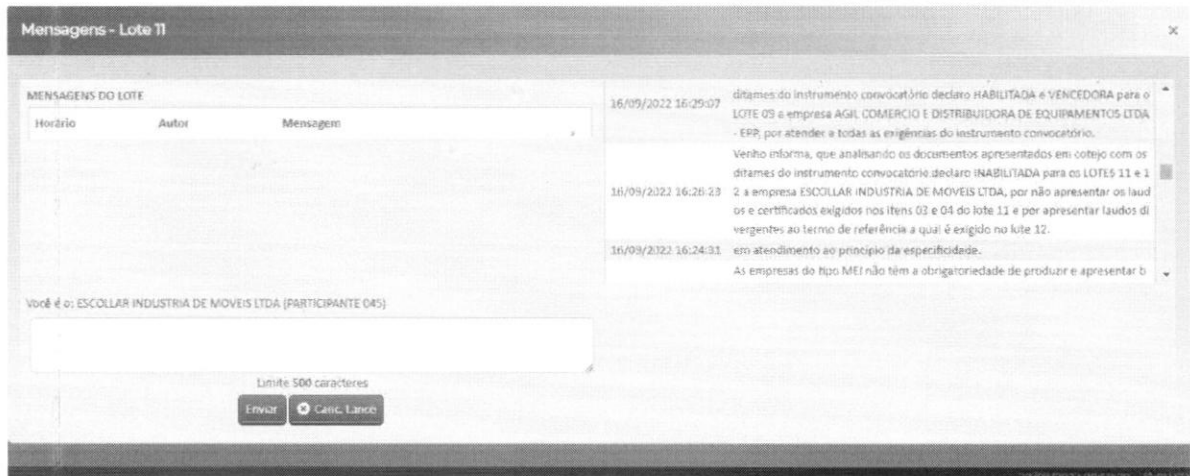 Mensagens - Lote 11
×
MENSAGENS DO LOTE
Horário Autor Mensagem
Você é o: ESCOLLAR INDUSTRIA DE MOVEIS LTDA (PARTICIPANTE 045)
Limite 500 caracteres
Enviar Canc. Lance
ditames do instrumento convocatório declaro HABILITADA e VENCEDORA para o
16/09/2022 16:29:07 LOTE 09 a empresa AGIL COMERCIO E DISTRIBUIDORA DE EQUIPAMENTOS LTDA
- EPP, por atender a todas as exigências do instrumento convocatório.
Venho informa, que analisando os documentos apresentados em cotejo com os
ditames do instrumento convocatório declaro INABILITADA para os LOTES 11 e 1
16/09/2022 16:26:23 2 a empresa ESCOLLAR INDUSTRIA DE MOVEIS LTDA, por não apresentar os laud
os e certificados exigidos nos itens 03 e 04 do lote 11 e por apresentar laudos di
vergentes ao termo de referência a qual é exigido no lote 12.
16/09/2022 16:24:31 em atendimento ao princípio da especificidade.
As empresas do tipo MEI não têm a obrigatoriedade de produzir e apresentar b